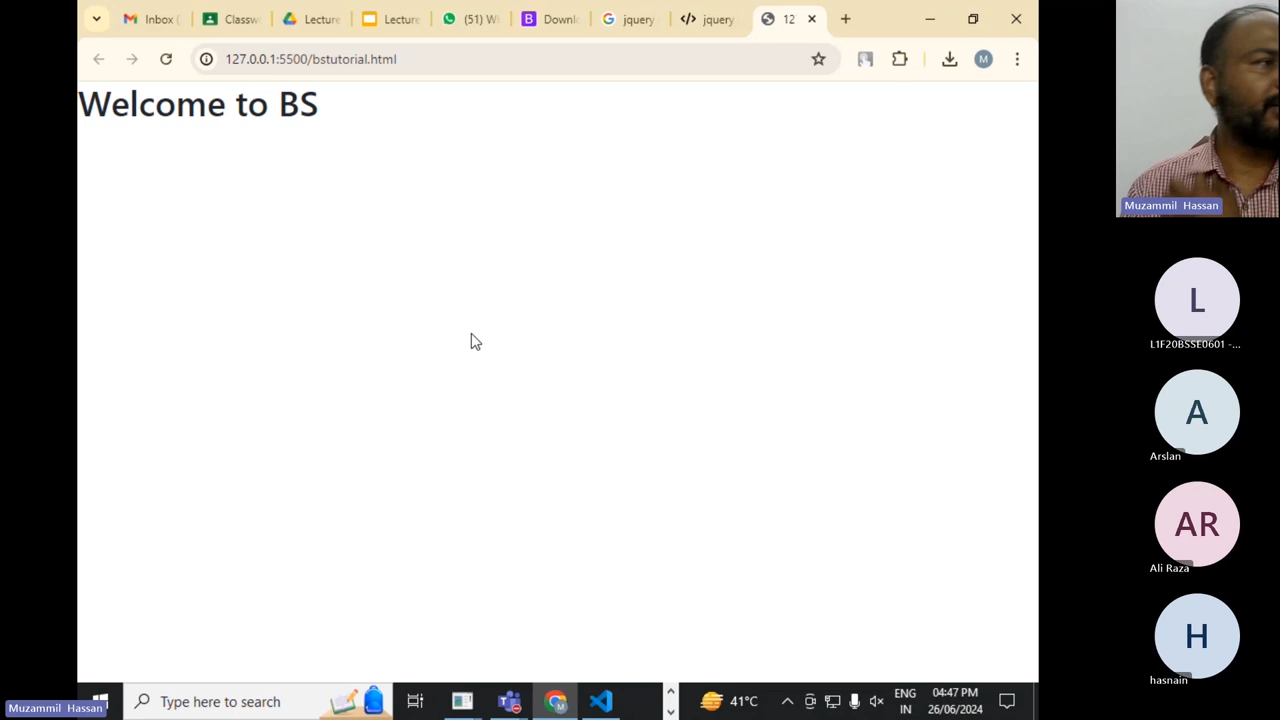 Inbox (
Classw
Lecture
Lecture
(51) W
Downl
jquery
jquery
12
127.0.0.1:5500/bstutorial.html
M
Welcome to BS
Muzammil Hassan
L
L1F20BSSE0601 -...
A
Arslan
AR
Ali Raza
H
hasnain
Type here to search
41°C
ENG
IN
04:47 PM
26/06/2024
Muzammil Hassan